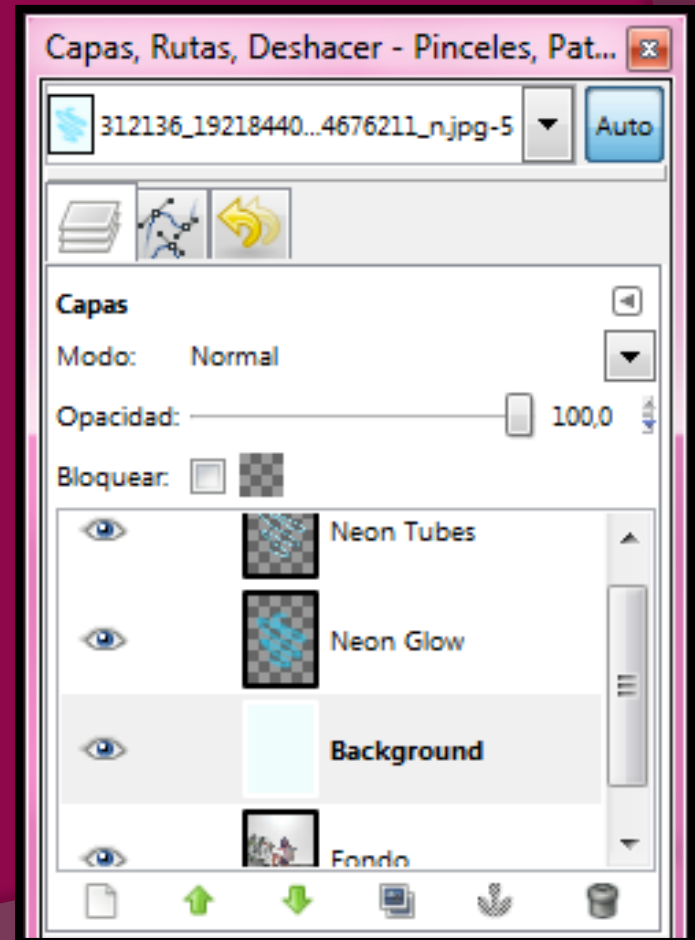 Capas, Rutas, Deshacer - Pinceles, Pat...
312136_19218440...4676211_n.jpg-5
Auto
Capas
Modo: Normal
Opacidad: 100,0
Bloquear:
Neon Tubes
Neon Glow
Background
Fondo